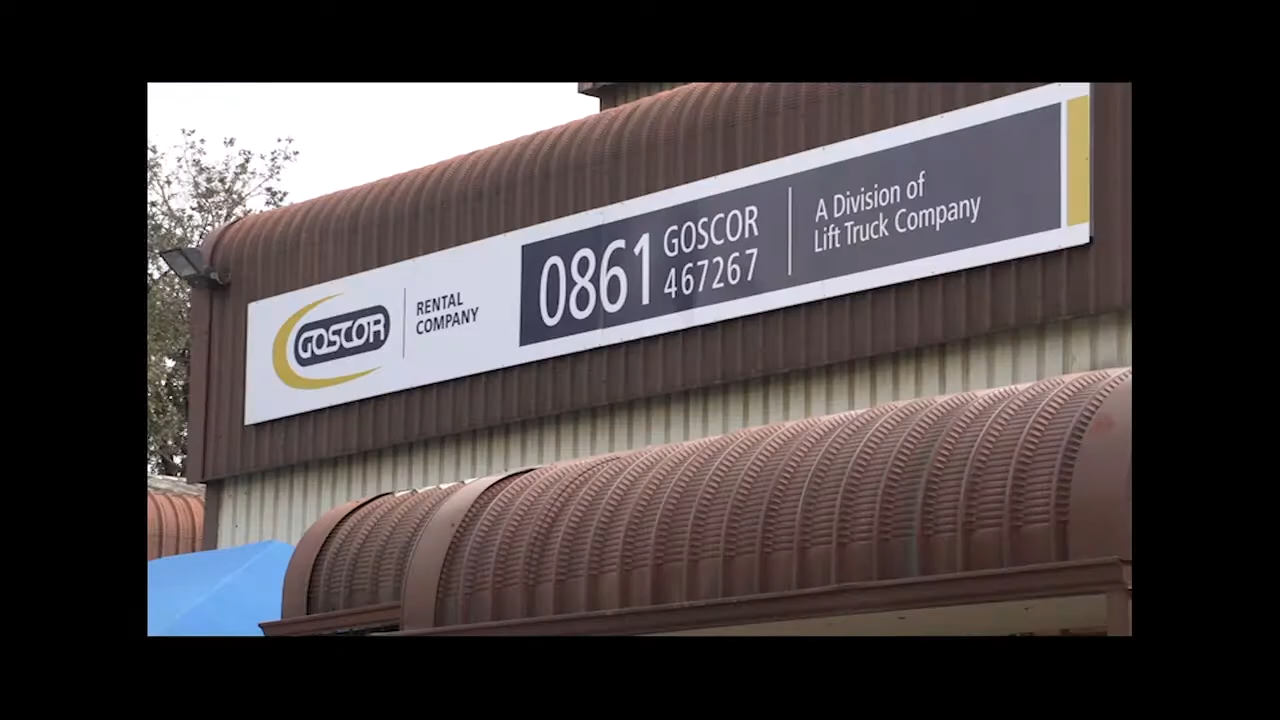 GOSCOR
RENTAL
COMPANY
0861
GOSCOR
467267
A Division of
Lift Truck Company